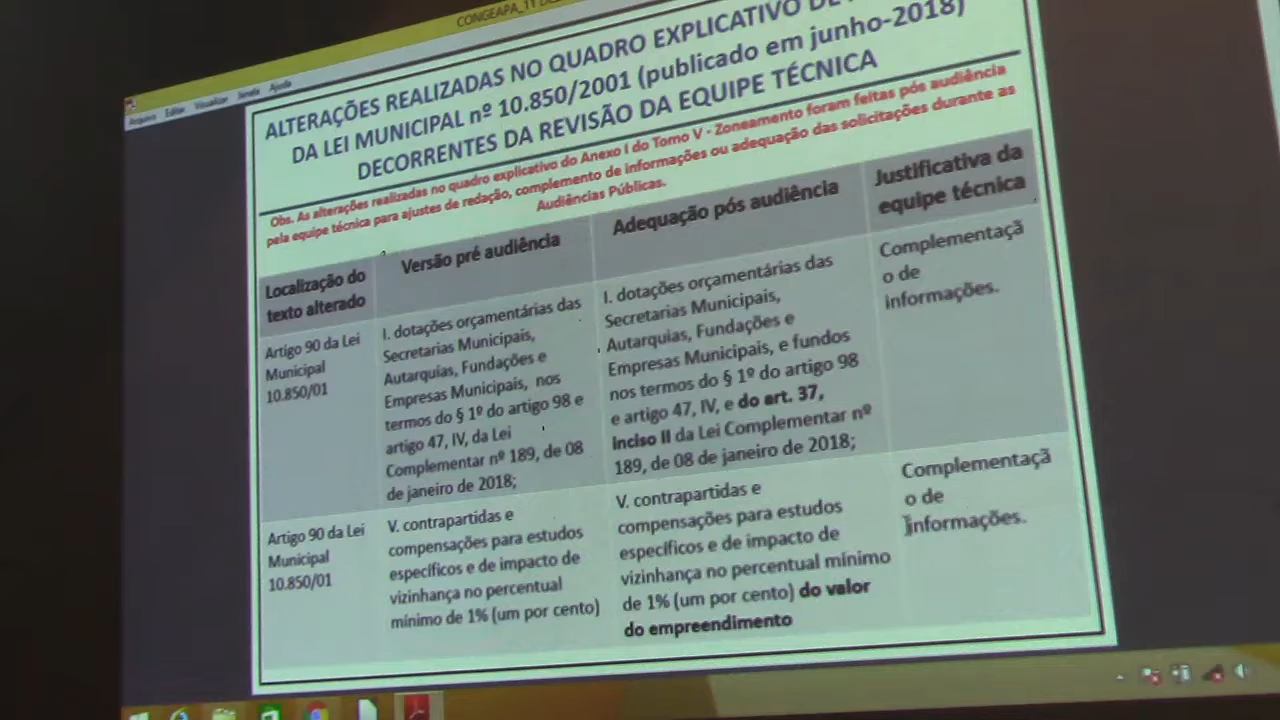 CONGEAPA_11
Arquivo Editar Visualizar Janela Ajuda
ALTERAÇÕES REALIZADAS NO QUADRO EXPLICATIVO DE
DA LEI MUNICIPAL nº 10.850/2001 (publicado em junho-2018)
DECORRENTES DA REVISÃO DA EQUIPE TÉCNICA
Obs. As alterações realizadas no quadro explicativo do Anexo I do Tomo V - Zoneamento foram feitas pós audiência
pela equipe técnica para ajustes de redação, complemento de informações ou adequação das solicitações durante as
Audiências Públicas.
Localização do
texto alterado
Versão pré audiência
Adequação pós audiência
Justificativa da
equipe técnica
Artigo 90 da Lei
Municipal
10.850/01
I. dotações orçamentárias das
Secretarias Municipais,
Autarquias, Fundações e
Empresas Municipais, nos
termos do § 1º do artigo 98 e
artigo 47, IV, da Lei
Complementar nº 189, de 08
de janeiro de 2018;
I. dotações orçamentárias das
Secretarias Municipais,
Autarquias, Fundações e
Empresas Municipais, e fundos
nos termos do § 1º do artigo 98
e artigo 47, IV, e do art. 37,
inciso II da Lei Complementar nº
189, de 08 de janeiro de 2018;
Complementaçã
o de
informações.
Artigo 90 da Lei
Municipal
10.850/01
V. contrapartidas e
compensações para estudos
específicos e de impacto de
vizinhança no percentual
mínimo de 1% (um por cento)
V. contrapartidas e
compensações para estudos
específicos e de impacto de
vizinhança no percentual mínimo
de 1% (um por cento) do valor
do empreendimento
Complementaçã
o de
informações.